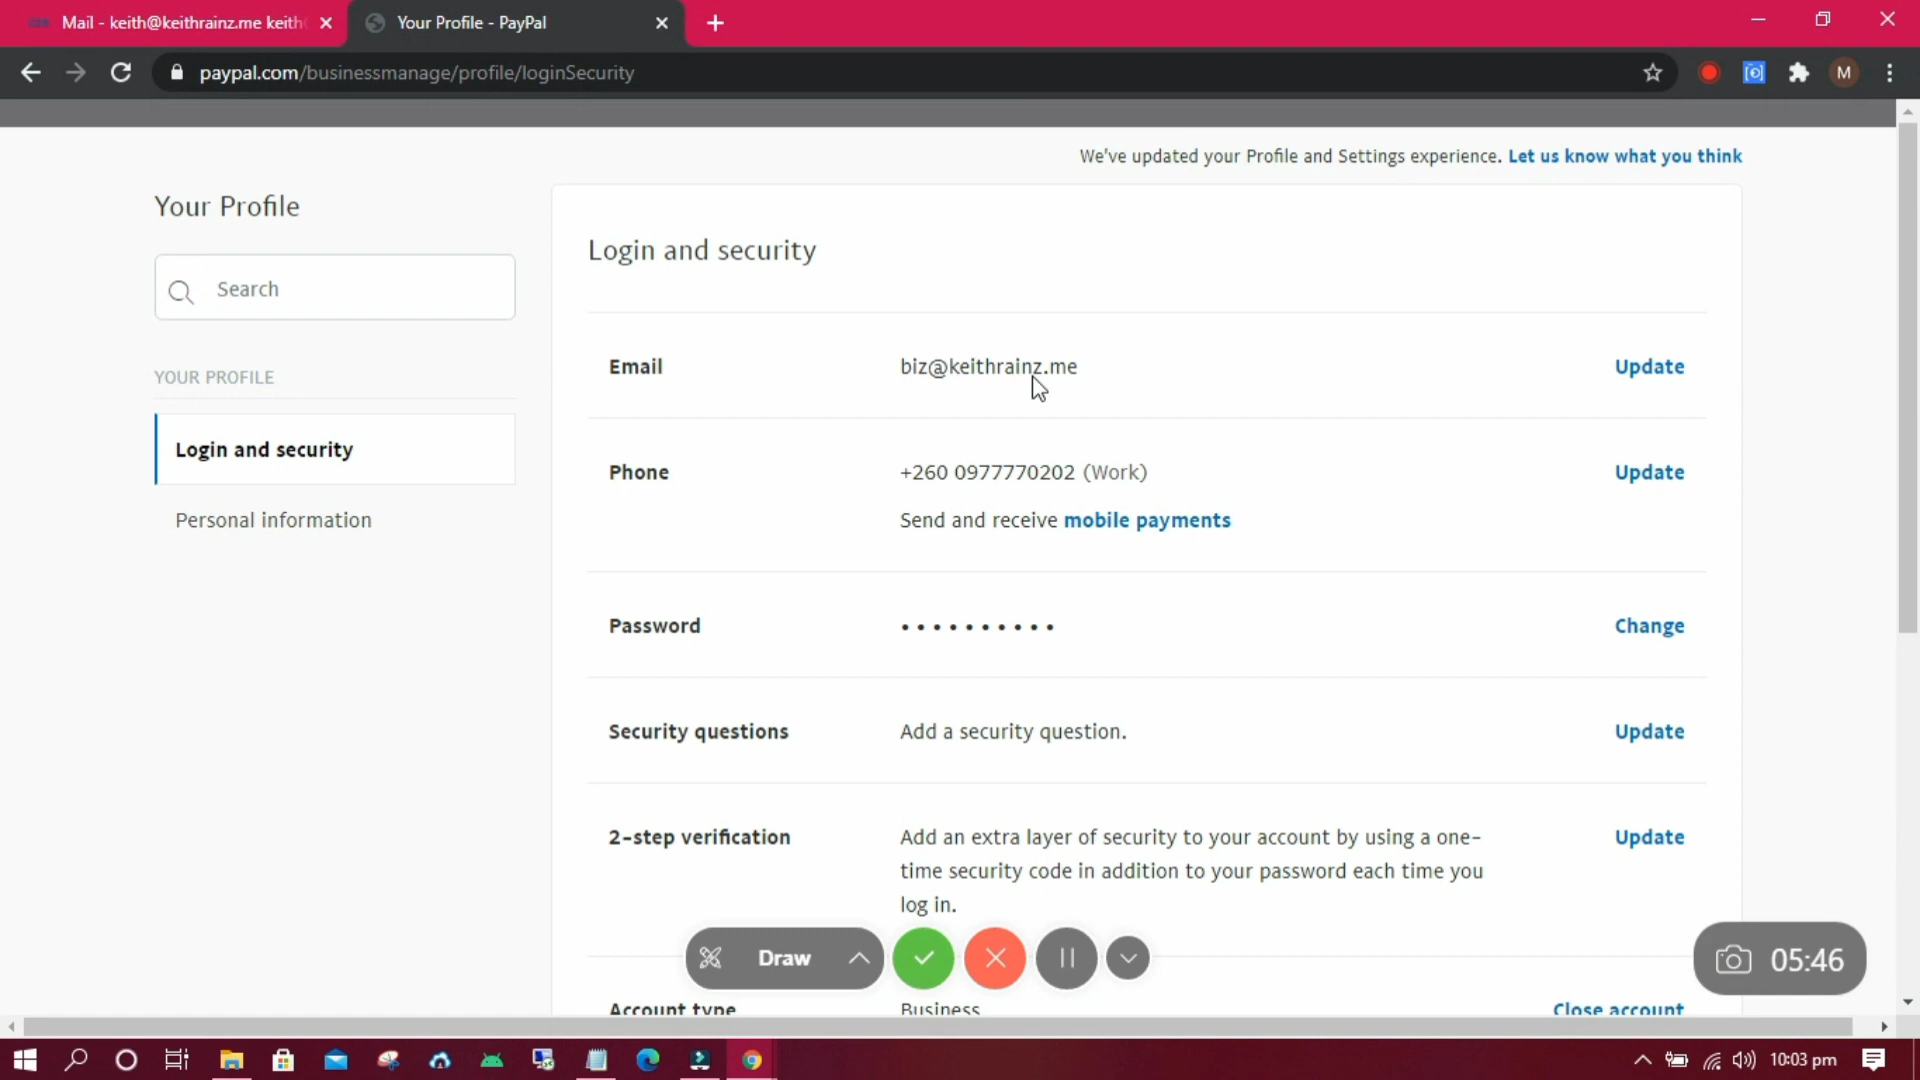 Mail - keith@keithrainz.me keith
Your Profile - PayPal
paypal.com/businessmanage/profile/loginSecurity
M
We've updated your Profile and Settings experience. Let us know what you think
Your Profile
Search
YOUR PROFILE
Login and security
Personal information
Login and security
Email
biz@keithrainz.me
Update
Phone
+260 0977770202 (Work)
Update
Send and receive mobile payments
Password
Change
Security questions
Add a security question.
Update
2-step verification
Add an extra layer of security to your account by using a one-
time security code in addition to your password each time you
log in.
Update
Draw
05:46
Account type
Business
Close account
10:03 pm